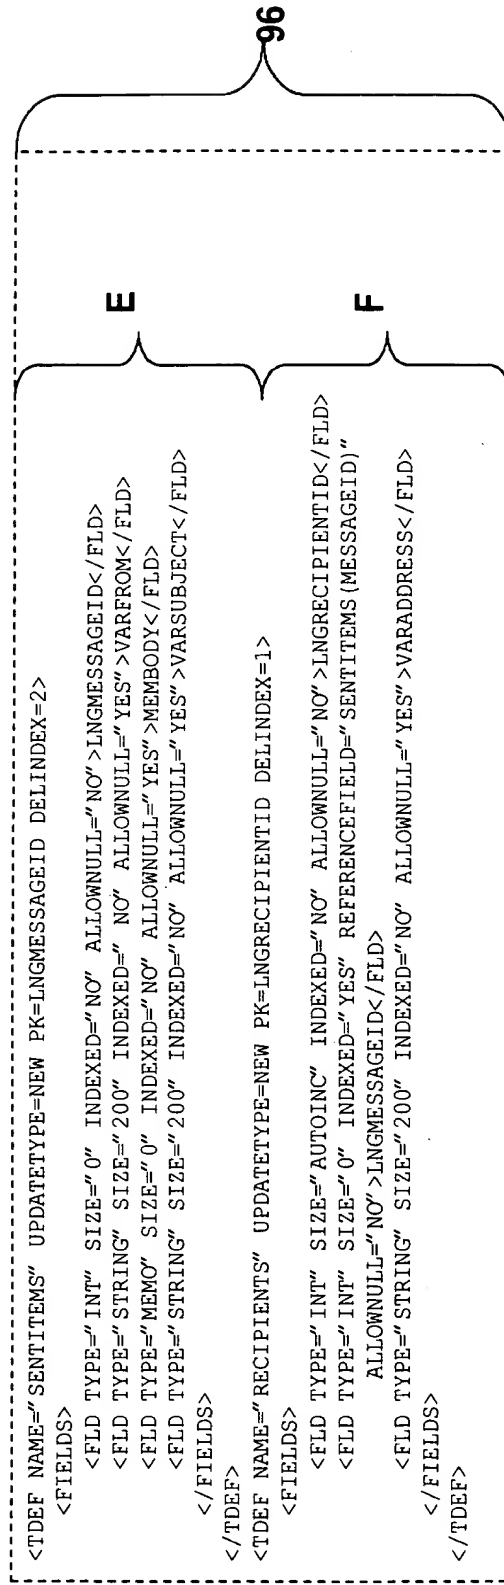 <TDEF NAME="SENTITEMS" UPDATETYPE=NEW PK=LNGMESSAGEID DELINDEX=2>
<FIELDS>
<FLD TYPE="INT" SIZE="0" INDEXED="NO" ALLOWNULL="NO">LNGMESSAGEID</FLD>
<FLD TYPE="STRING" SIZE="200" INDEXED=" NO" ALLOWNULL="YES">VARFROM</FLD>
<FLD TYPE="MEMO" SIZE="0" INDEXED="NO" ALLOWNULL="YES">MEMBODY</FLD>
<FLD TYPE="STRING" SIZE="200" INDEXED="NO" ALLOWNULL="YES">VARSUBJECT</FLD>
</FIELDS>
</TDEF>
<TDEF NAME="RECIPIENTS" UPDATETYPE=NEW PK=LNGRECIPIENTID DELINDEX=1>
<FIELDS>
<FLD TYPE="INT" SIZE="AUTOINC" INDEXED="NO" ALLOWNULL="NO">LNGRECIPIENTID</FLD>
<FLD TYPE="INT" SIZE="0" INDEXED="YES" REFERENCEFIELD="SENTITEMS(MESSAGEID)"
ALLOWNULL="NO">LNGMESSAGEID</FLD>
<FLD TYPE="STRING" SIZE="200" INDEXED="NO" ALLOWNULL="YES">VARADDRESS</FLD>
</FIELDS>
</TDEF>
E
F
96